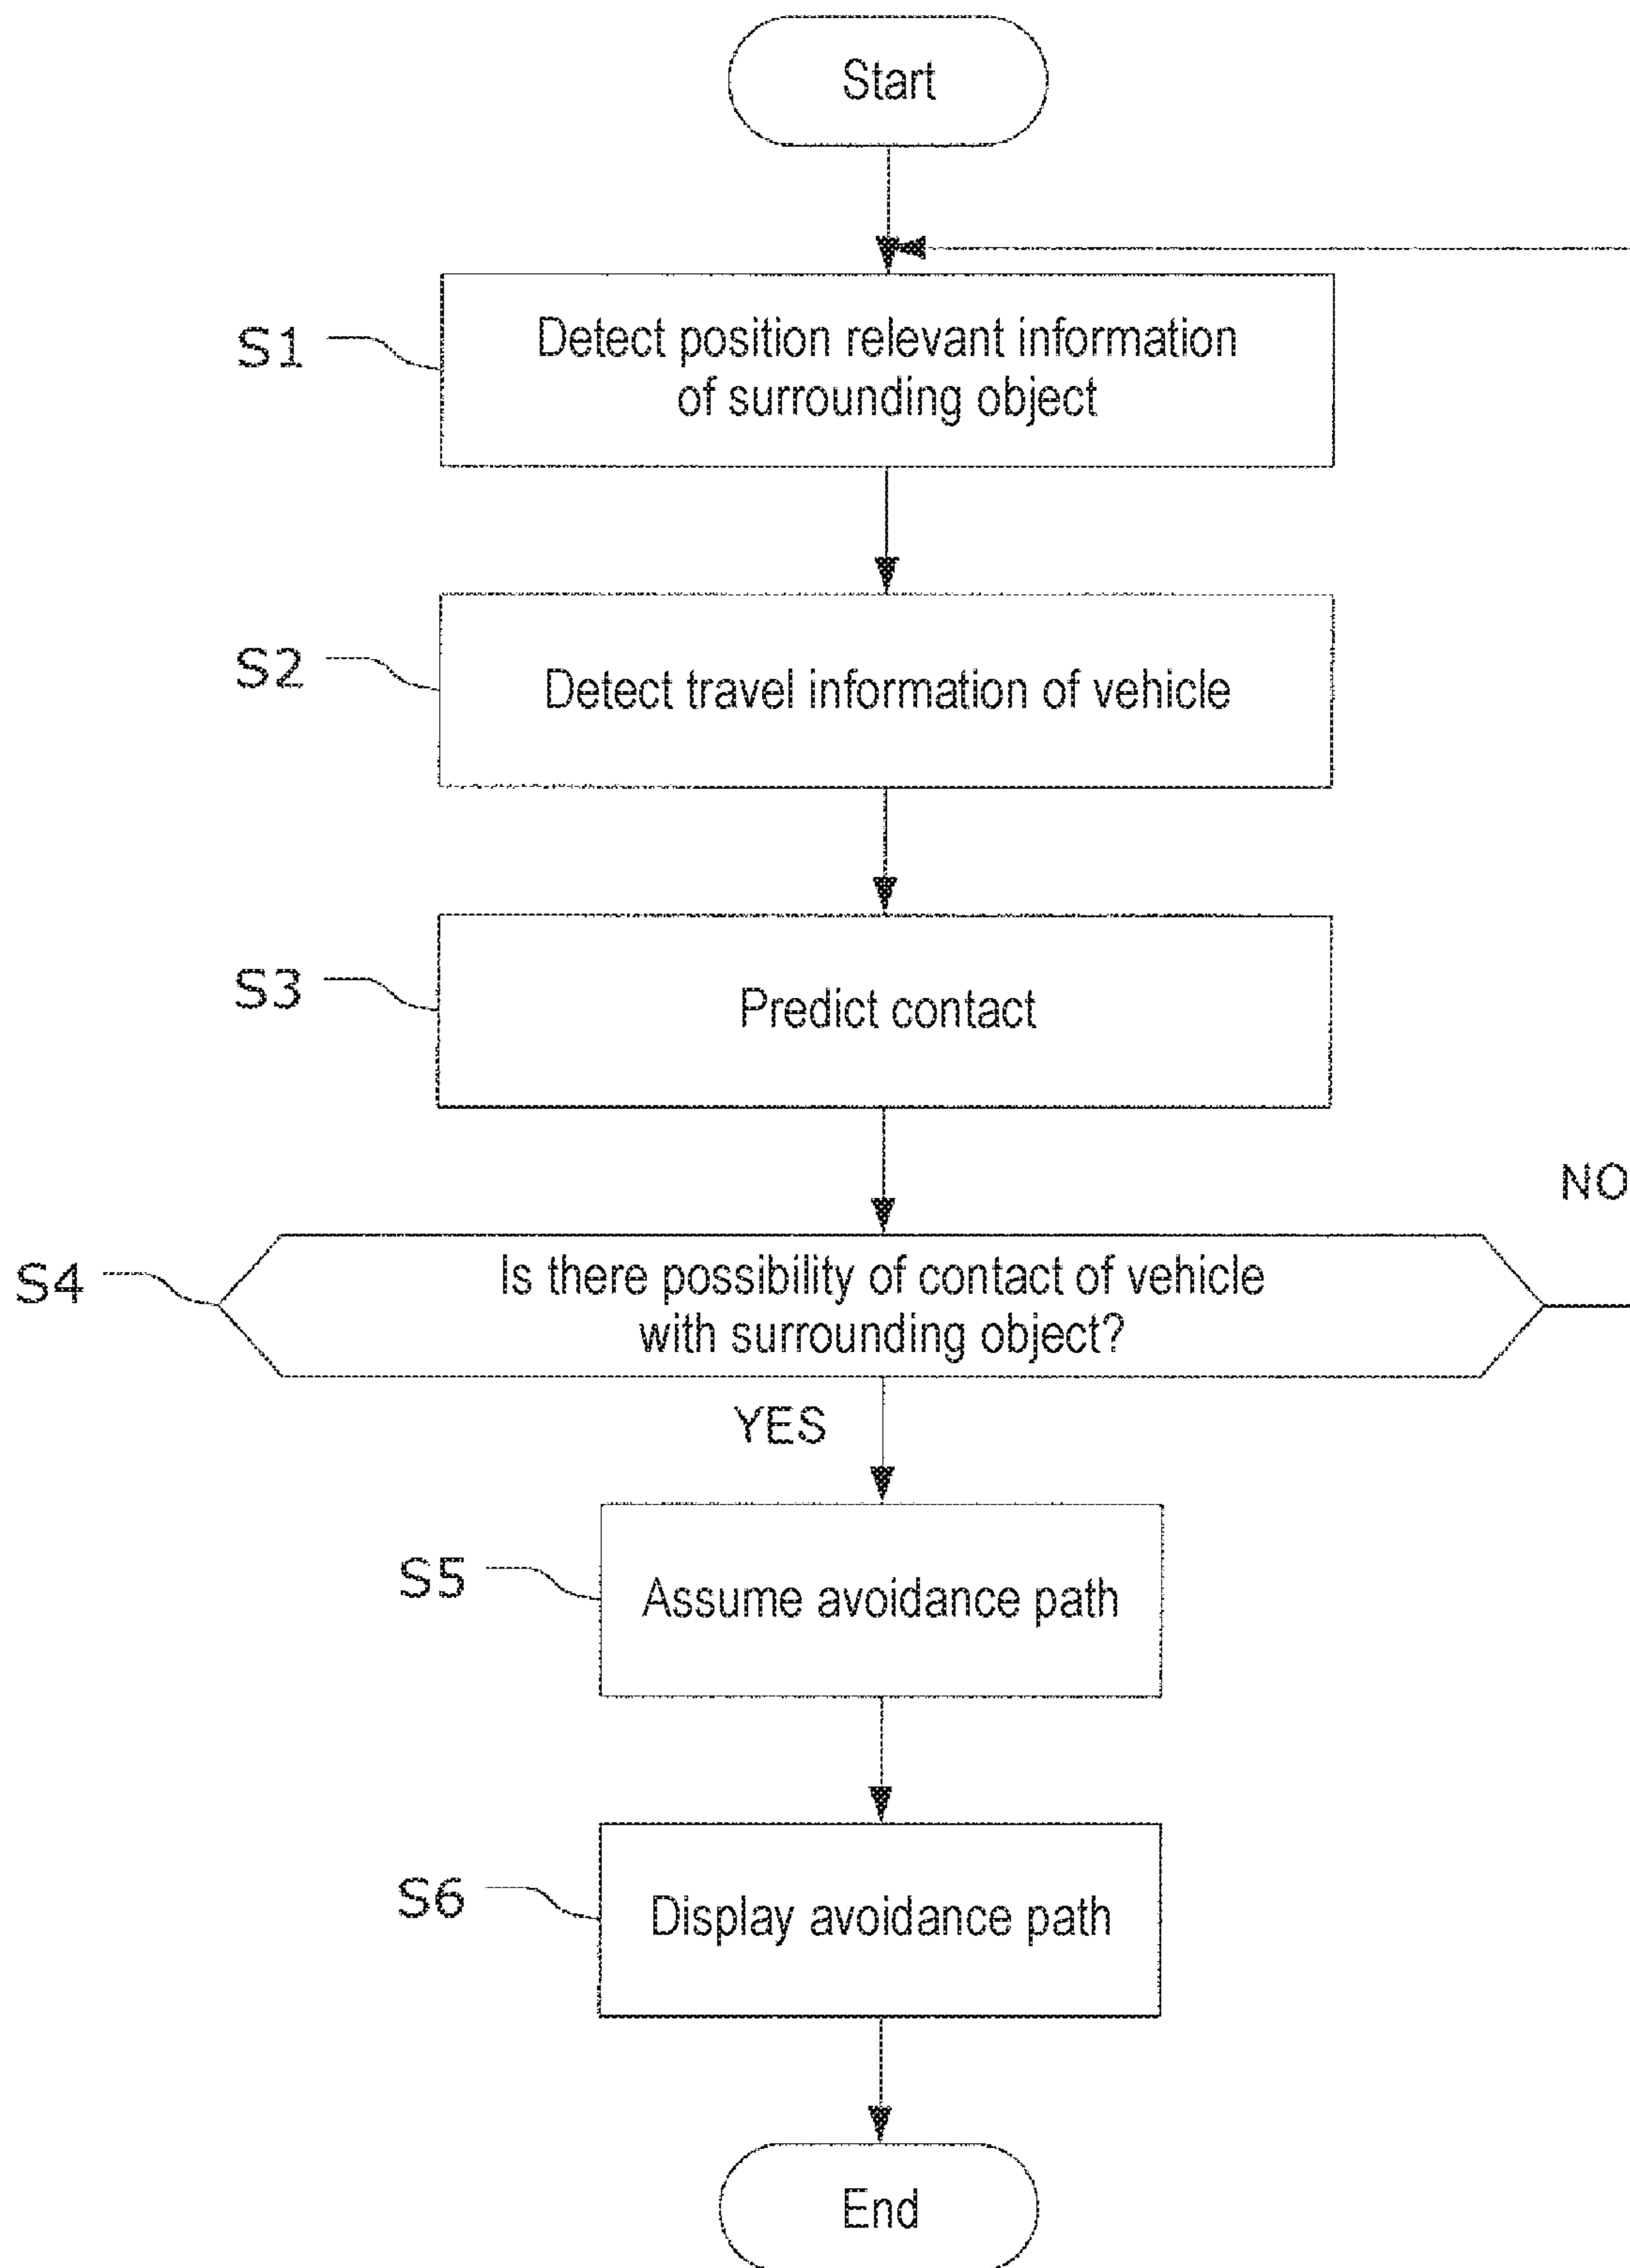 Start
S1
Detect position relevant information
of surrounding object
S2
Detect travel information of vehicle
S3
Predict contact
NO
S4
Is there possibility of contact of vehicle
with surrounding object?
YES
S5
Assume avoidance path
S6
Display avoidance path
End